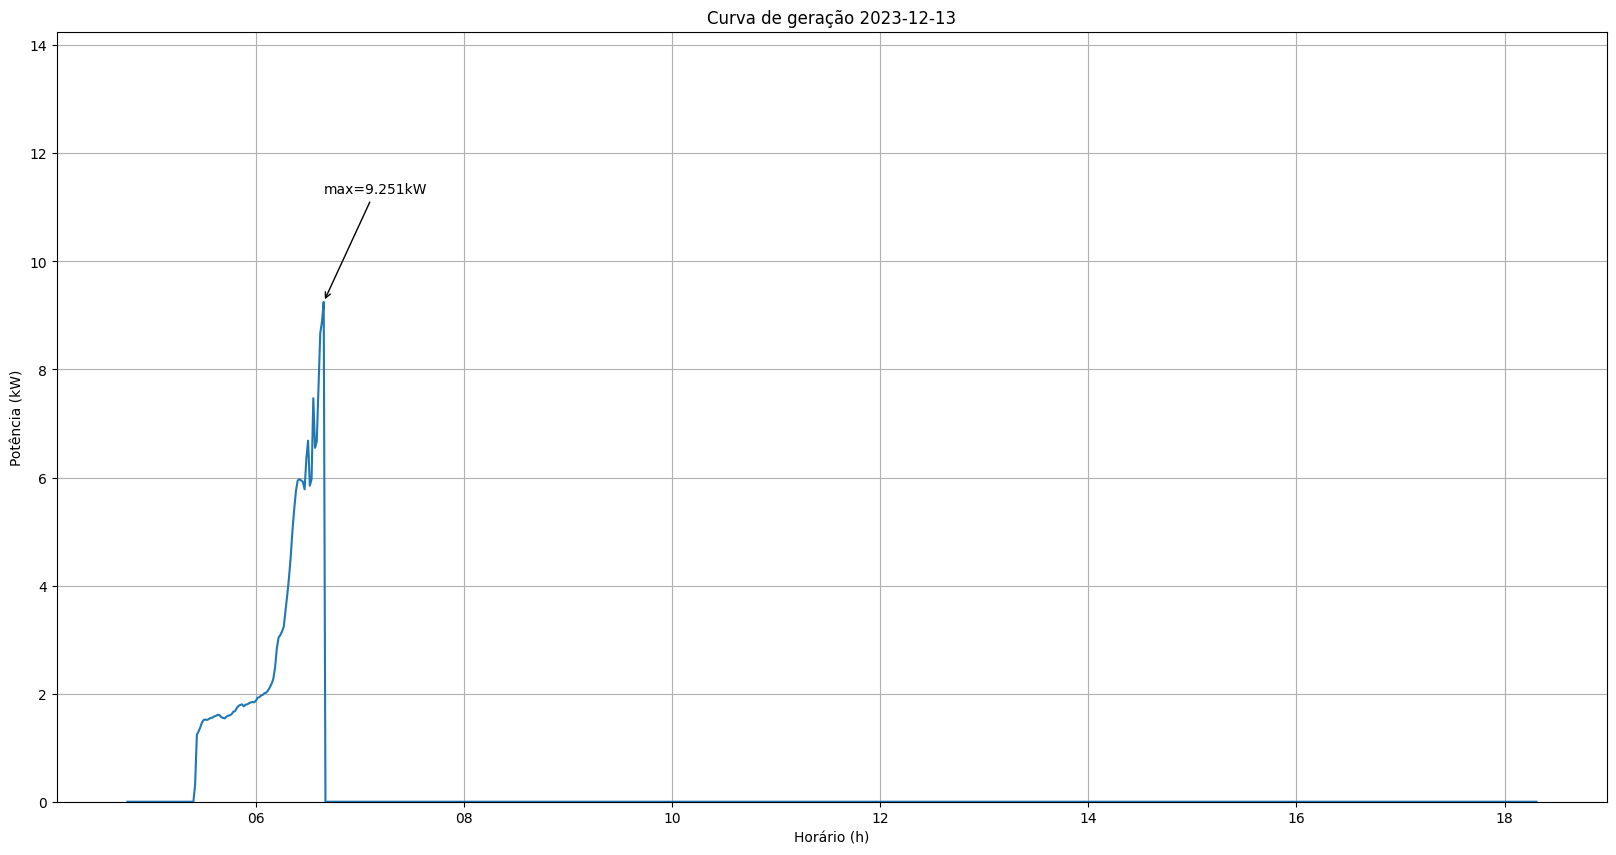 Curva de geração 2023-12-13
14
12
max=9.251kW
10
8
Potência (kW)
6
4
2
0
06 08 10 12 14 16 18
Horário (h)